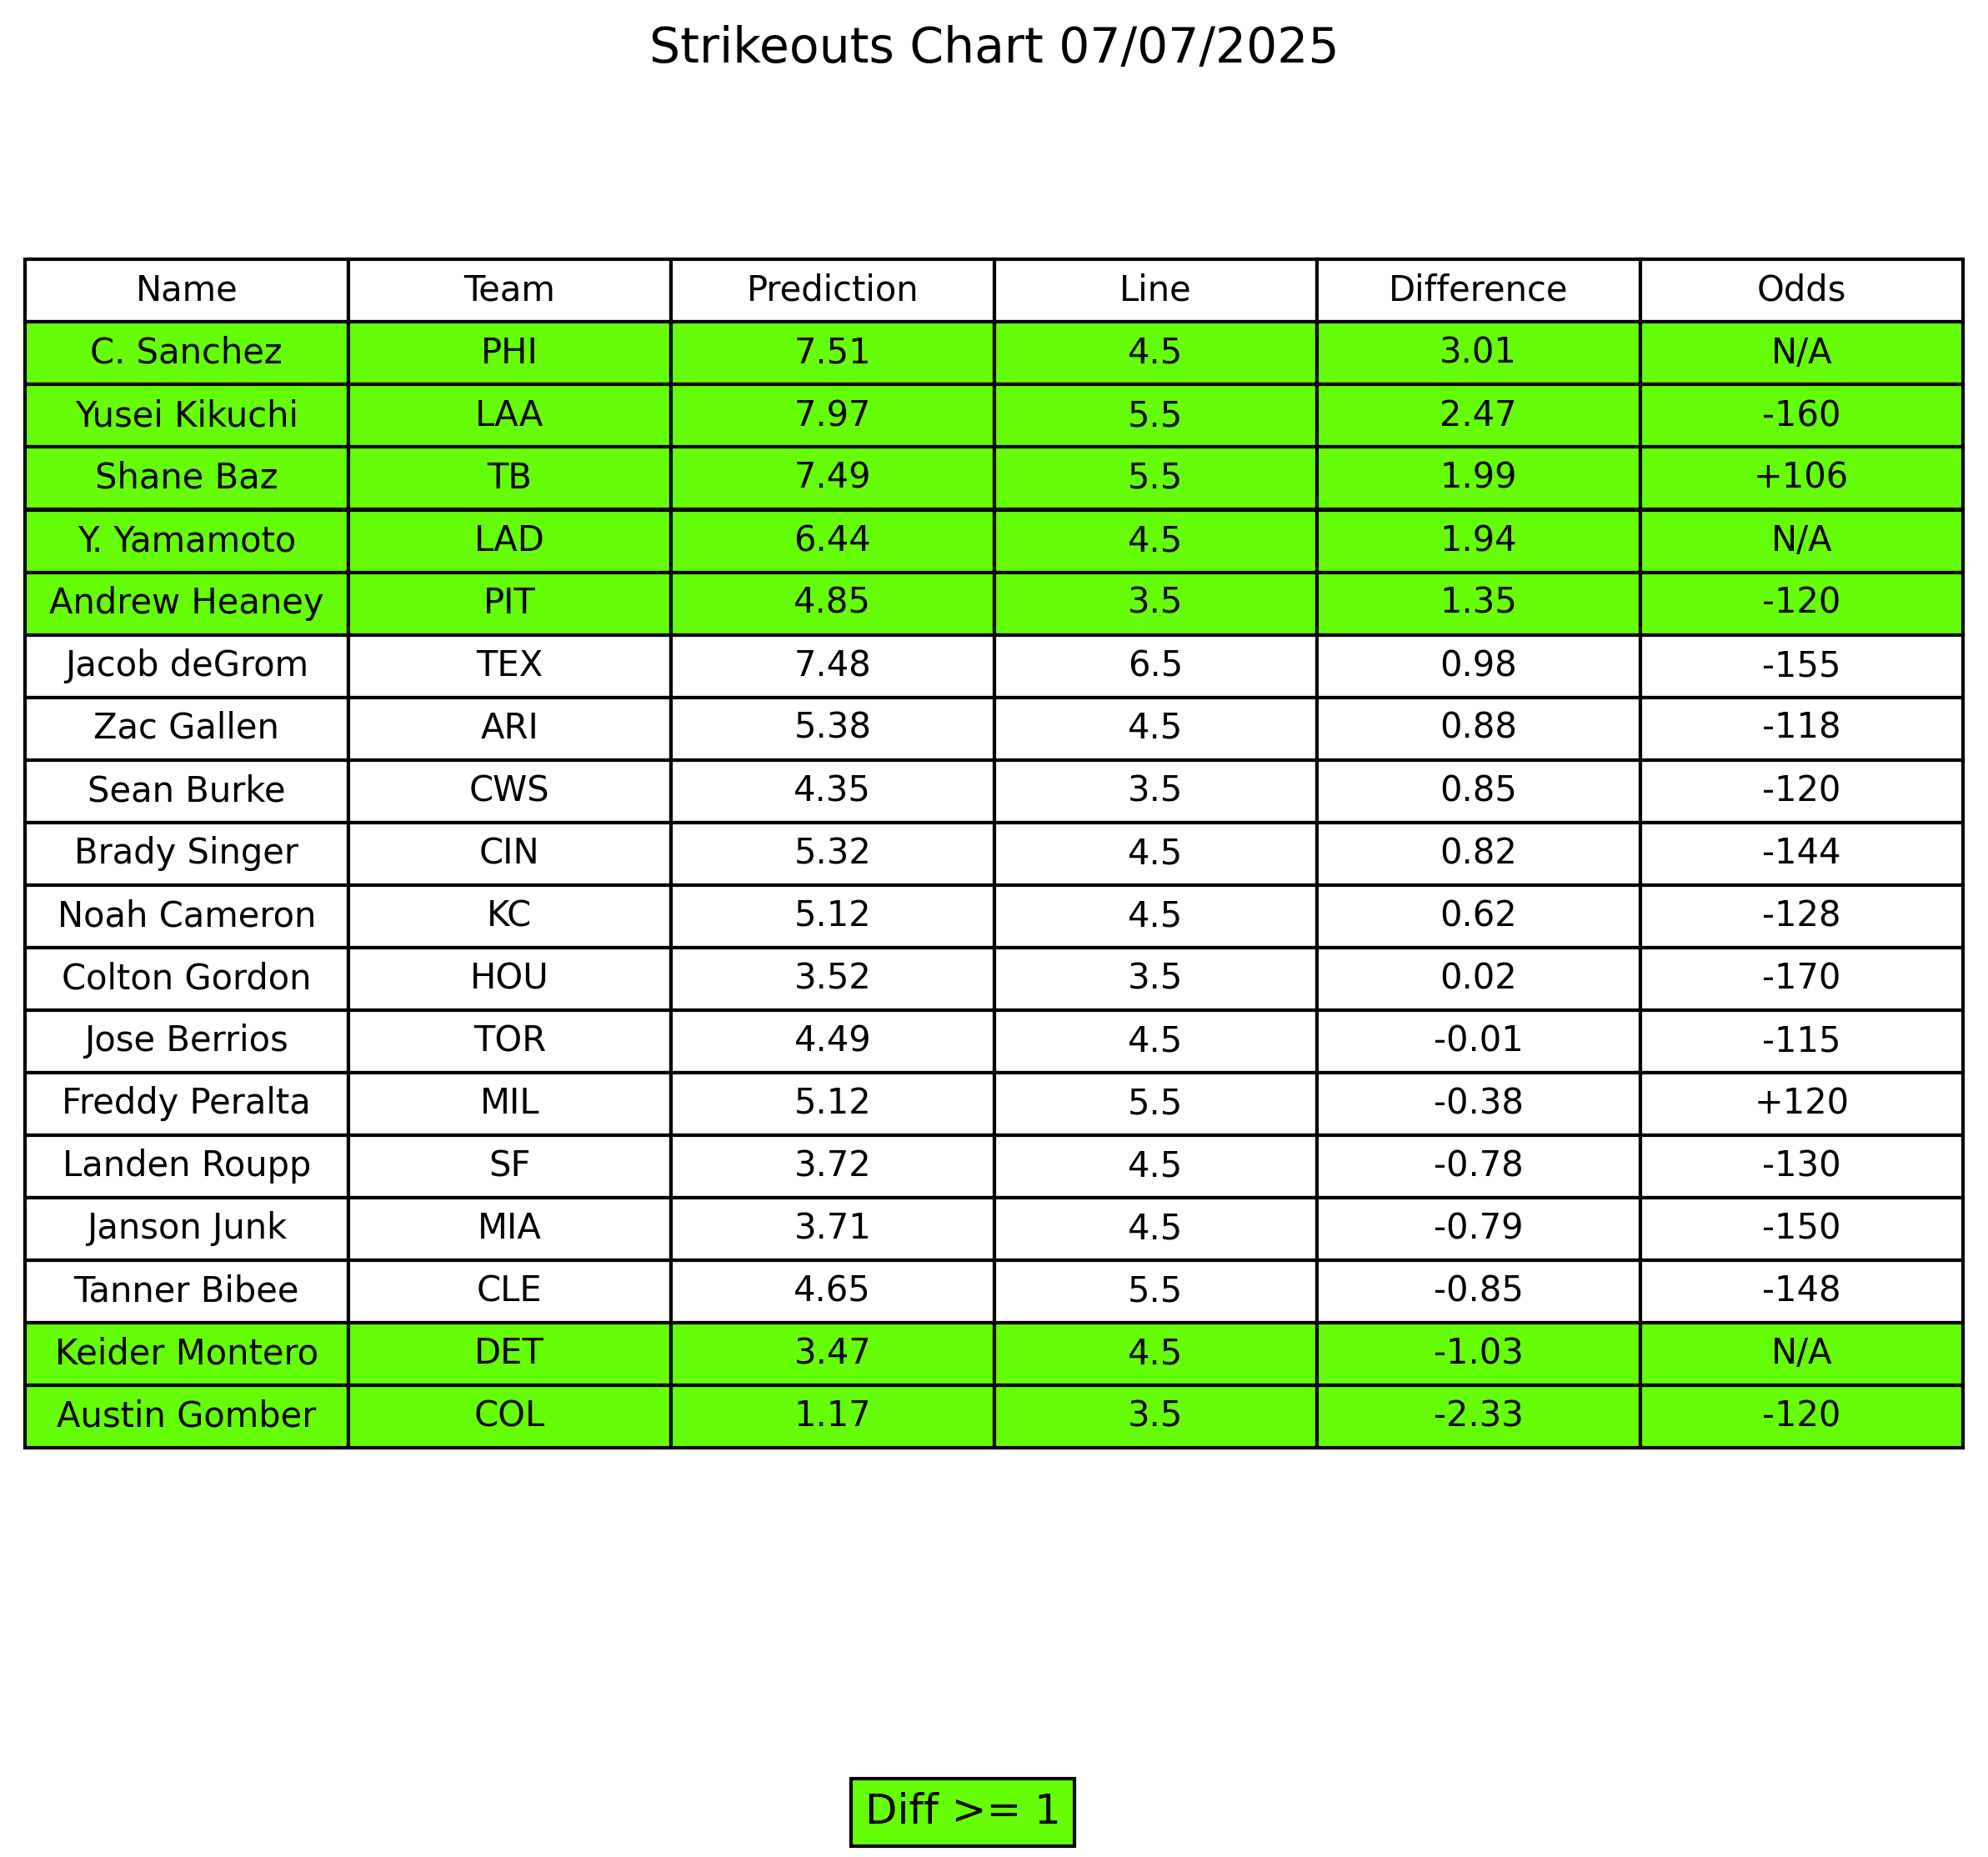 Strikeouts Chart 07/07/2025
Name Team Prediction Line Difference Odds
C. Sanchez PHI 7.51 4.5 3.01 N/A
Yusei Kikuchi LAA 7.97 5.5 2.47 -160
Shane Baz TB 7.49 5.5 1.99 +106
Y. Yamamoto LAD 6.44 4.5 1.94 N/A
Andrew Heaney PIT 4.85 3.5 1.35 -120
Jacob deGrom TEX 7.48 6.5 0.98 -155
Zac Gallen ARI 5.38 4.5 0.88 -118
Sean Burke CWS 4.35 3.5 0.85 -120
Brady Singer CIN 5.32 4.5 0.82 -144
Noah Cameron KC 5.12 4.5 0.62 -128
Colton Gordon HOU 3.52 3.5 0.02 -170
Jose Berrios TOR 4.49 4.5 -0.01 -115
Freddy Peralta MIL 5.12 5.5 -0.38 +120
Landen Roupp SF 3.72 4.5 -0.78 -130
Janson Junk MIA 3.71 4.5 -0.79 -150
Tanner Bibee CLE 4.65 5.5 -0.85 -148
Keider Montero DET 3.47 4.5 -1.03 N/A
Austin Gomber COL 1.17 3.5 -2.33 -120
Diff >= 1